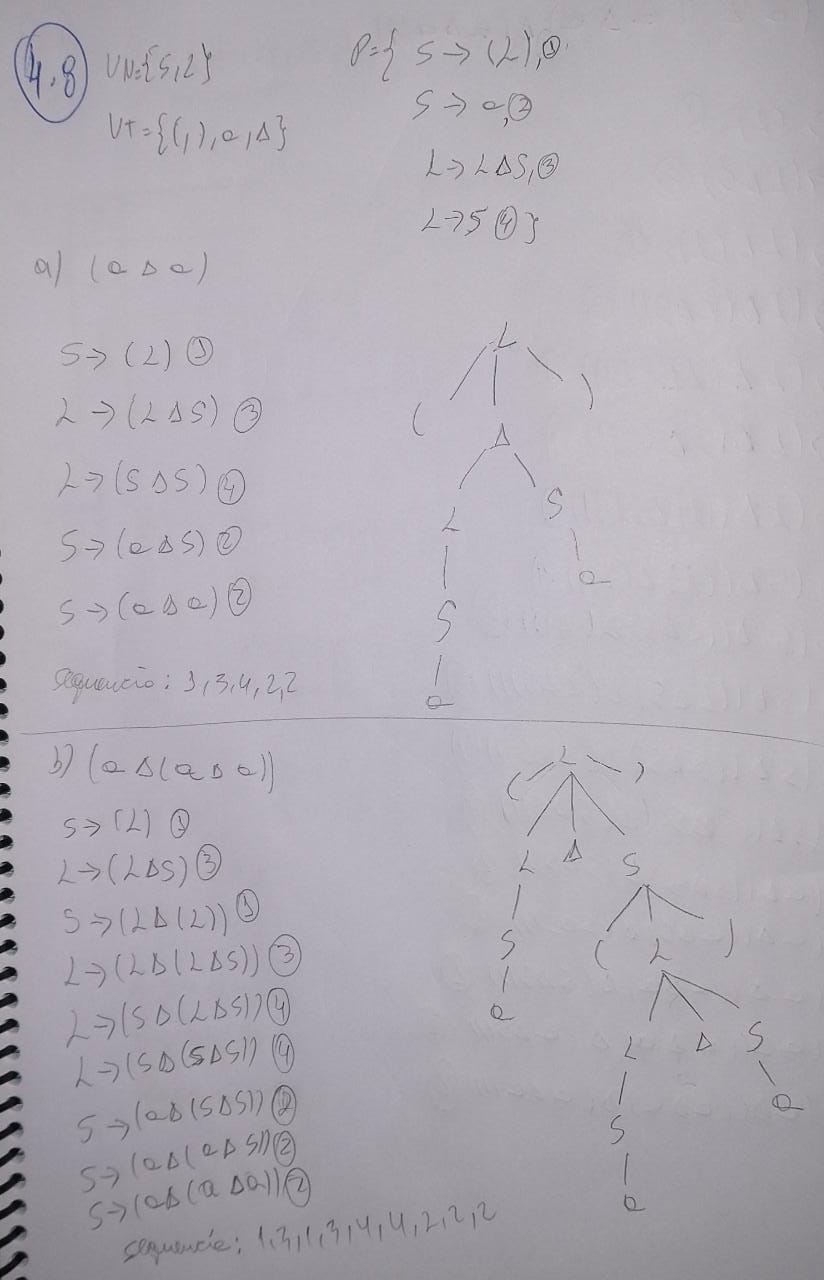 4.8
VN={S,L}
VT={(,),a,Δ}
P={ S→(L),①
S→a,②
L→LΔS,③
L→S ④}
a) (a Δ a)
S→(L) ①
L→(LΔS) ③
L→(SΔS) ④
S→(aΔS) ②
S→(aΔa) ②
sequencia: 1,3,4,2,2
L
( )
Δ
L S
S a
a
b) (aΔ(aΔa))
S→(L) ①
L→(LΔS) ③
S→(LΔ(L)) ①
L→(LΔ(LΔS)) ③
L→(SΔ(LΔS)) ④
L→(SΔ(SΔS)) ④
S→(aΔ(SΔS)) ②
S→(aΔ(aΔS)) ②
S→(aΔ(aΔa)) ②
sequencia: 1,3,1,3,4,4,2,2,2
( L )
L Δ S
S ( L )
a
L Δ S
S a
a